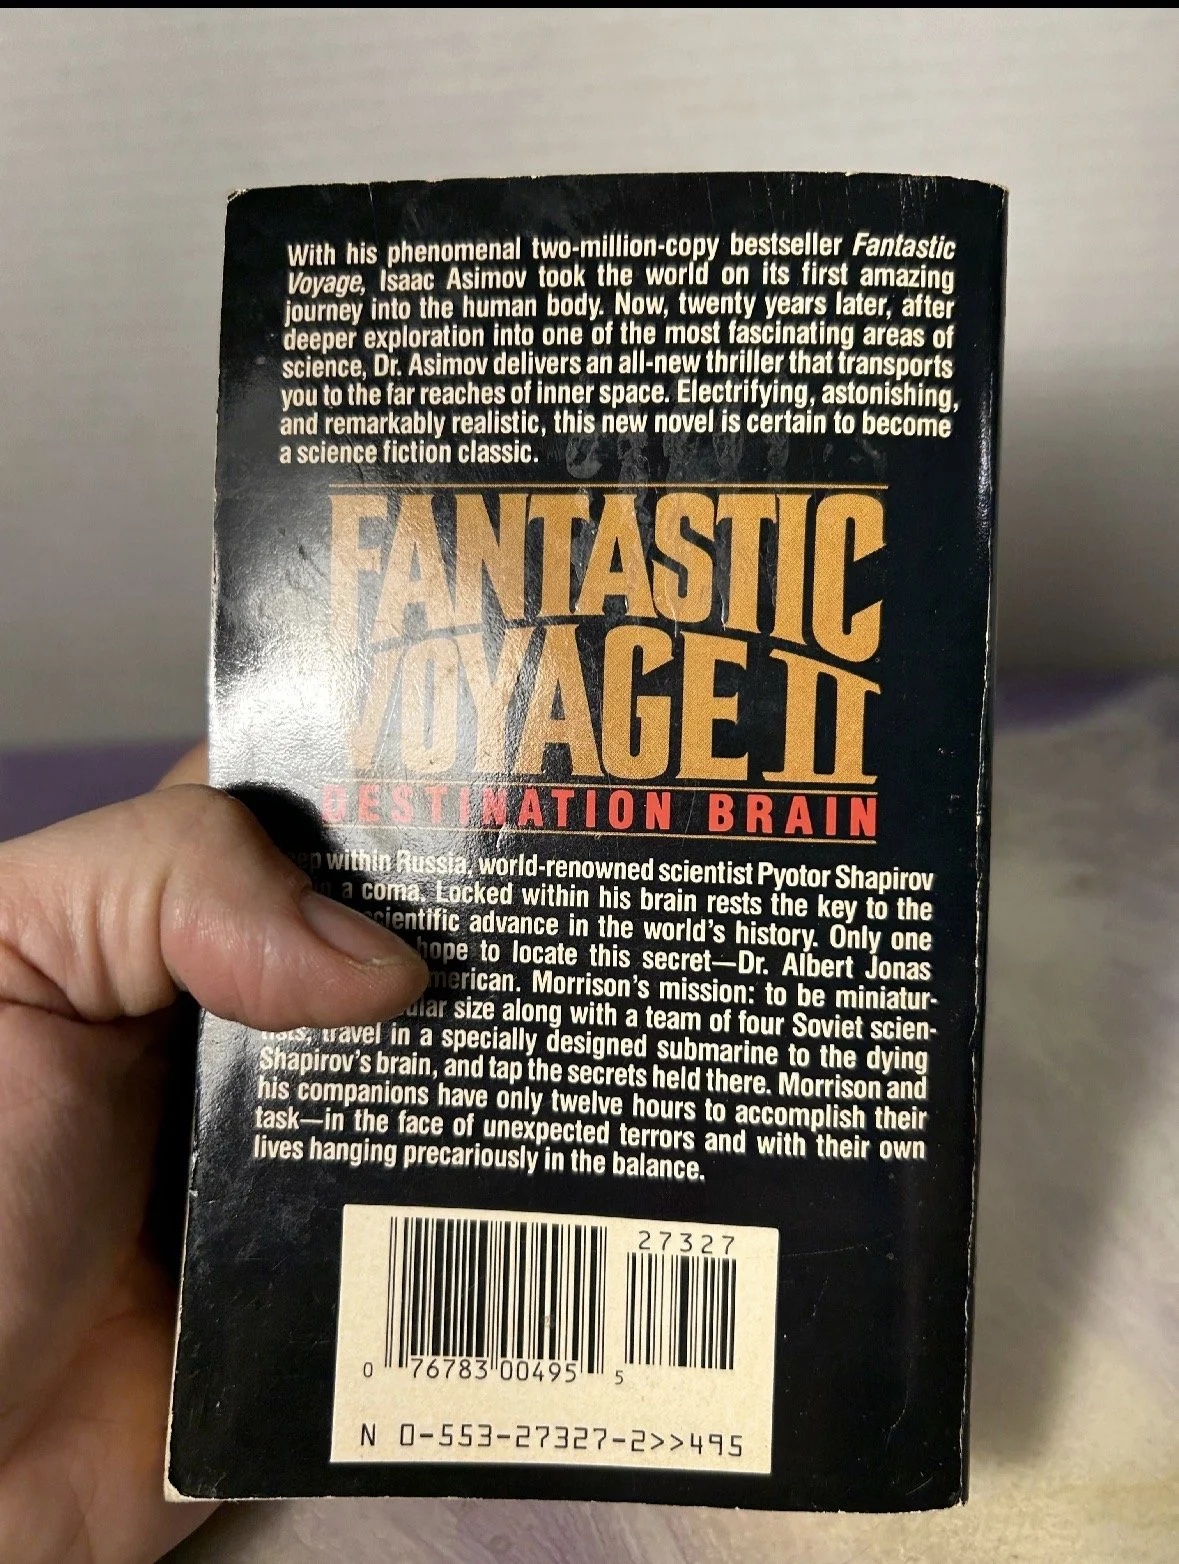 With his phenomenal two-million-copy bestseller Fantastic
Voyage, Isaac Asimov took the world on its first amazing
journey into the human body. Now, twenty years later, after
deeper exploration into one of the most fascinating areas of
science, Dr. Asimov delivers an all-new thriller that transports
you to the far reaches of inner space. Electrifying, astonishing,
and remarkably realistic, this new novel is certain to become
a science fiction classic.
FANTASTIC
VOYAGE II
DESTINATION BRAIN
within Russia, world-renowned scientist Pyotor Shapirov
a coma. Locked within his brain rests the key to the
scientific advance in the world's history. Only one
hope to locate this secret—Dr. Albert Jonas
American. Morrison's mission: to be miniatur-
size along with a team of four Soviet scien-
tists, travel in a specially designed submarine to the dying
Shapirov's brain, and tap the secrets held there. Morrison and
his companions have only twelve hours to accomplish their
task—in the face of unexpected terrors and with their own
lives hanging precariously in the balance.
27327
0 76783 00495 5
N 0-553-27327-2>>495